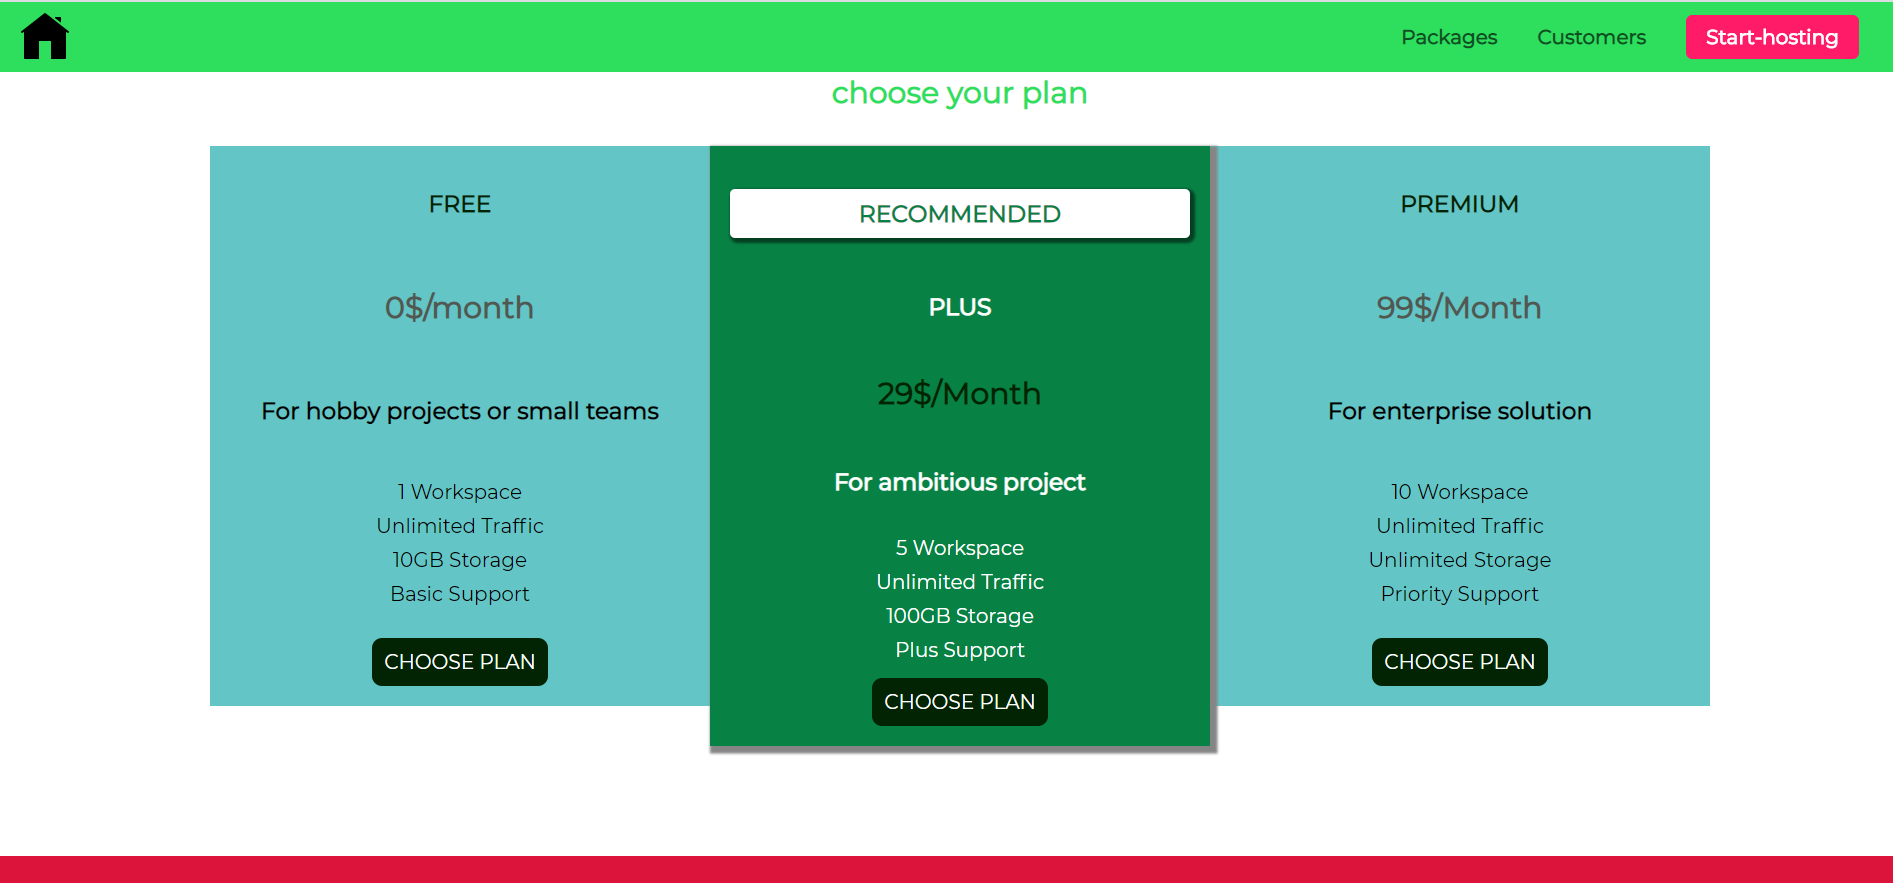 Packages
Customers
Start-hosting
choose your plan
FREE
0$/month
For hobby projects or small teams
1 Workspace
Unlimited Traffic
10GB Storage
Basic Support
CHOOSE PLAN
RECOMMENDED
PLUS
29$/Month
For ambitious project
5 Workspace
Unlimited Traffic
100GB Storage
Plus Support
CHOOSE PLAN
PREMIUM
99$/Month
For enterprise solution
10 Workspace
Unlimited Traffic
Unlimited Storage
Priority Support
CHOOSE PLAN